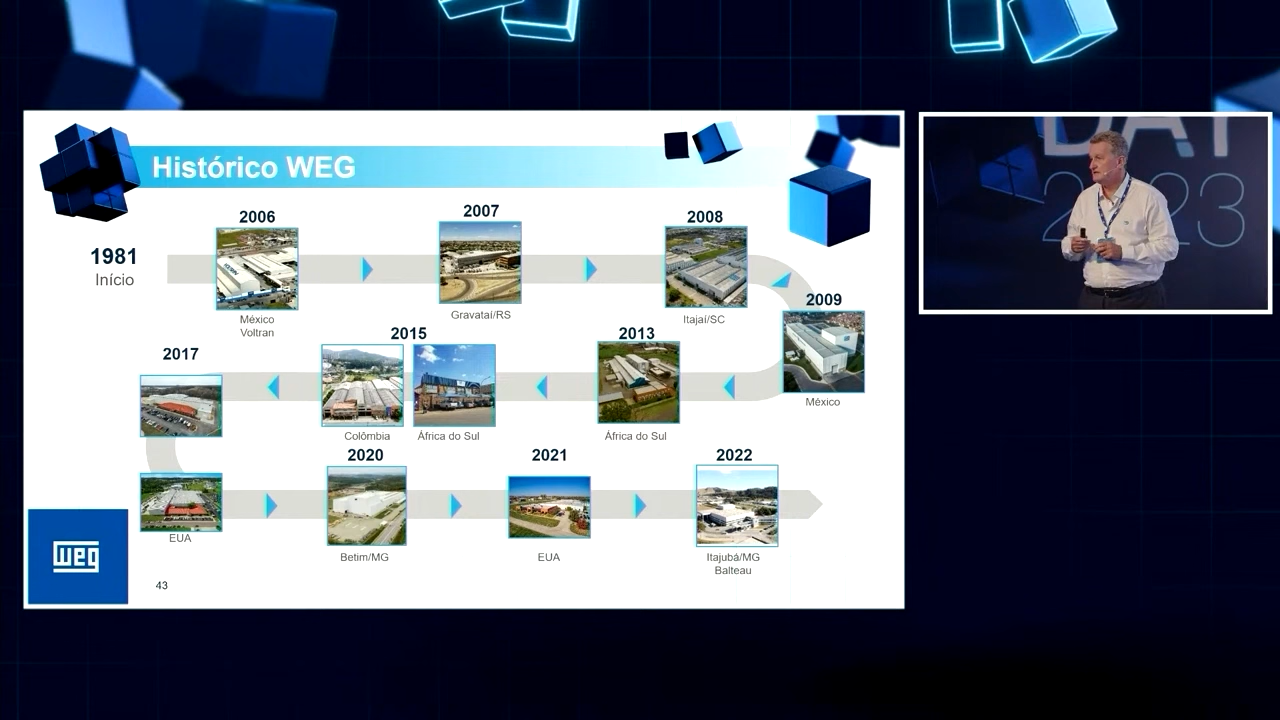 Histórico WEG
1981
Início
2006
México
Voltran
2007
Gravataí/RS
2008
Itajaí/SC
2009
México
2013
África do Sul
2015
Colômbia
África do Sul
2017
EUA
2020
Betim/MG
2021
EUA
2022
Itajubá/MG
Balteau
weg
43
DAY
2023